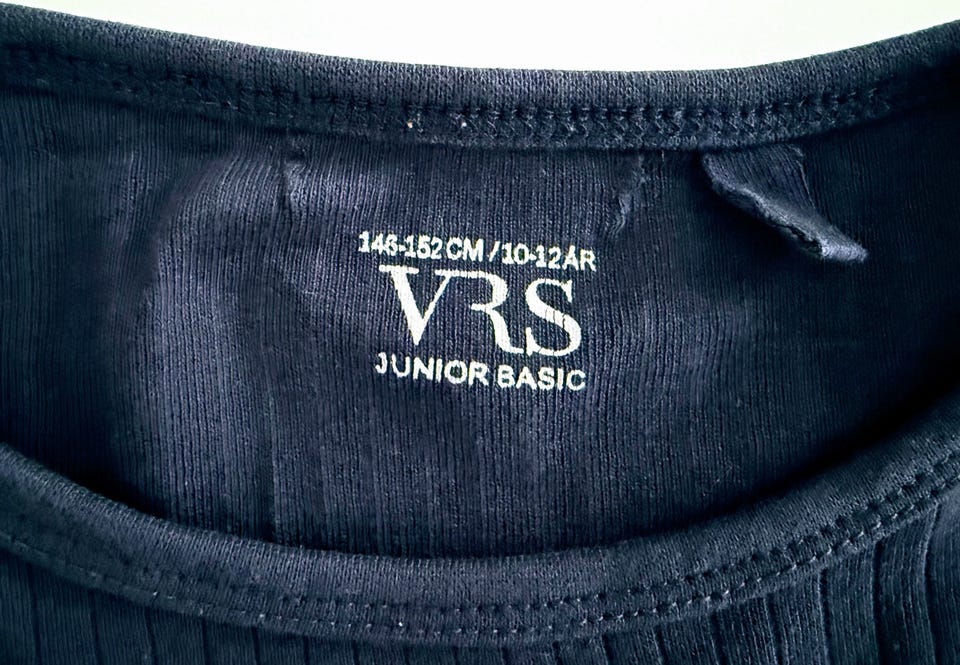 146-152 CM / 10-12 ÅR
VRS
JUNIOR BASIC